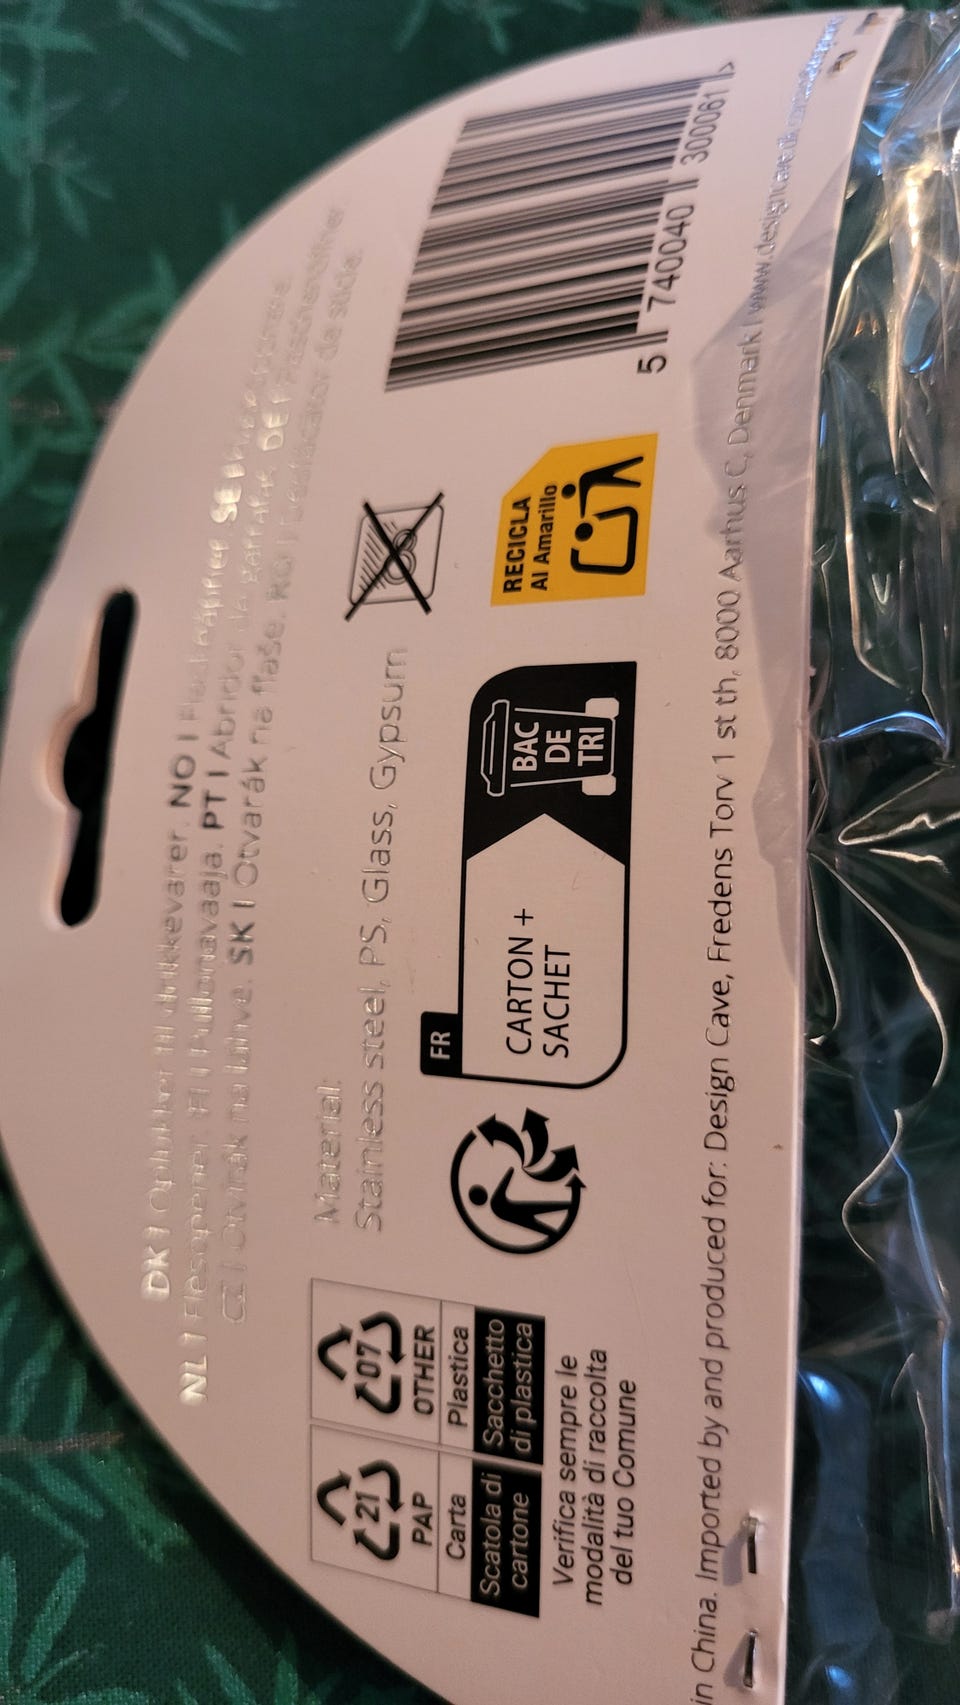 DK I Oplukker til drikkevarer. NO I Flaskeåpner. SE I
NL I Flesopener. FI I Pullonavaaja. PT I Abridor de garrafas. DE I Flaschenöffner
CZ I Otvírák na láhve. SK I Otvarák na fľaše. RO I de sticle.
Material:
Stainless steel, PS, Glass, Gypsum
21
PAP
Carta
Scatola di
cartone
07
OTHER
Plastica
Sacchetto
di plastica
Verifica sempre le
modalità di raccolta
del tuo Comune
FR
CARTON +
SACHET
BAC
DE
TRI
RECICLA
Al Amarillo
5 740040 300061 >
in China. Imported by and produced for: Design Cave, Fredens Torv 1 st th, 8000 Aarhus C, Denmark I www.designcave.dk